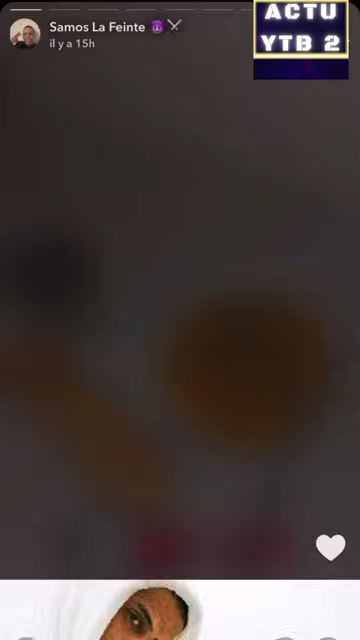 Samos La Feinte 😈⚔
il y a 15h
ACTU
YTB 2